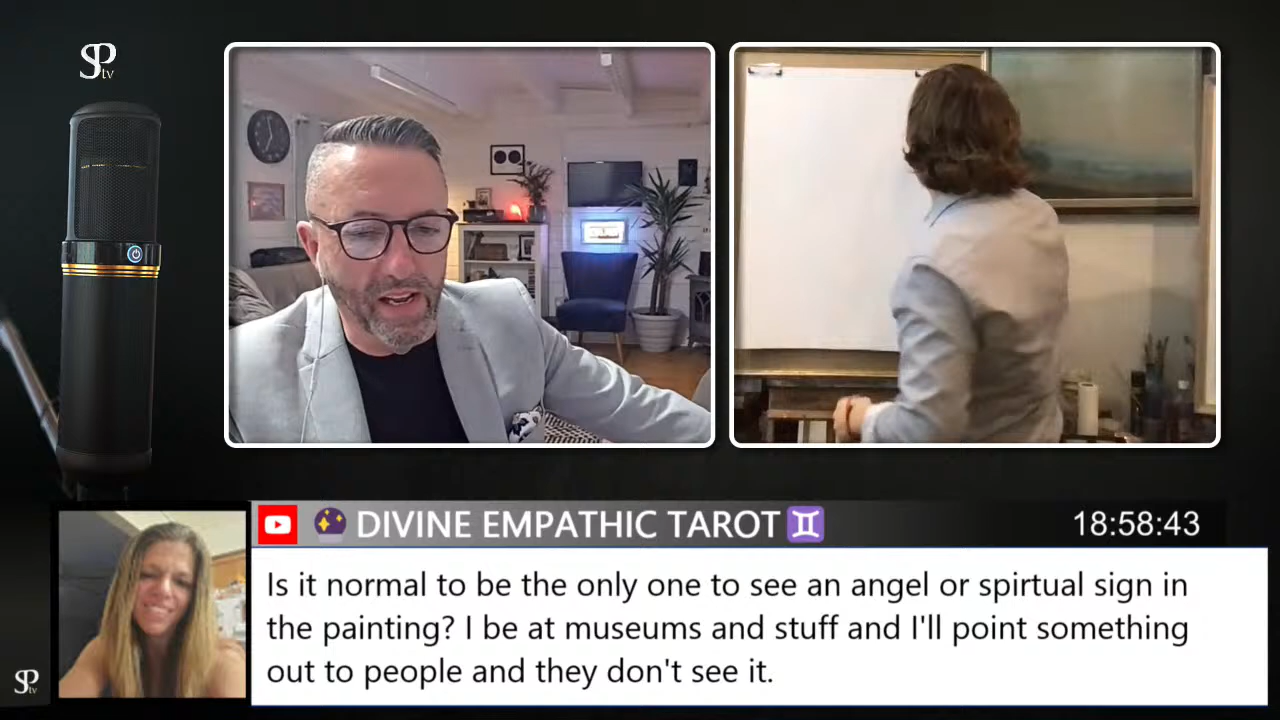 SP tv
🔮 DIVINE EMPATHIC TAROT♊ 18:58:43
Is it normal to be the only one to see an angel or spirtual sign in
the painting? I be at museums and stuff and I'll point something
out to people and they don't see it.
SP tv